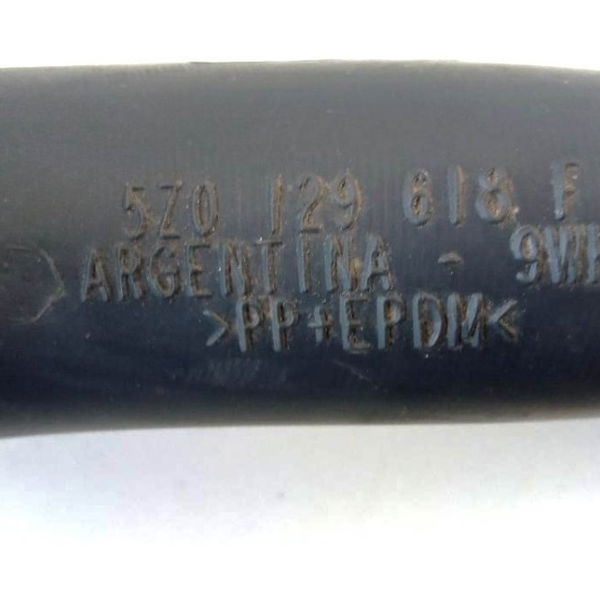 5Z0 129 618 F
ARGENTINA -
>PP+EPDM<